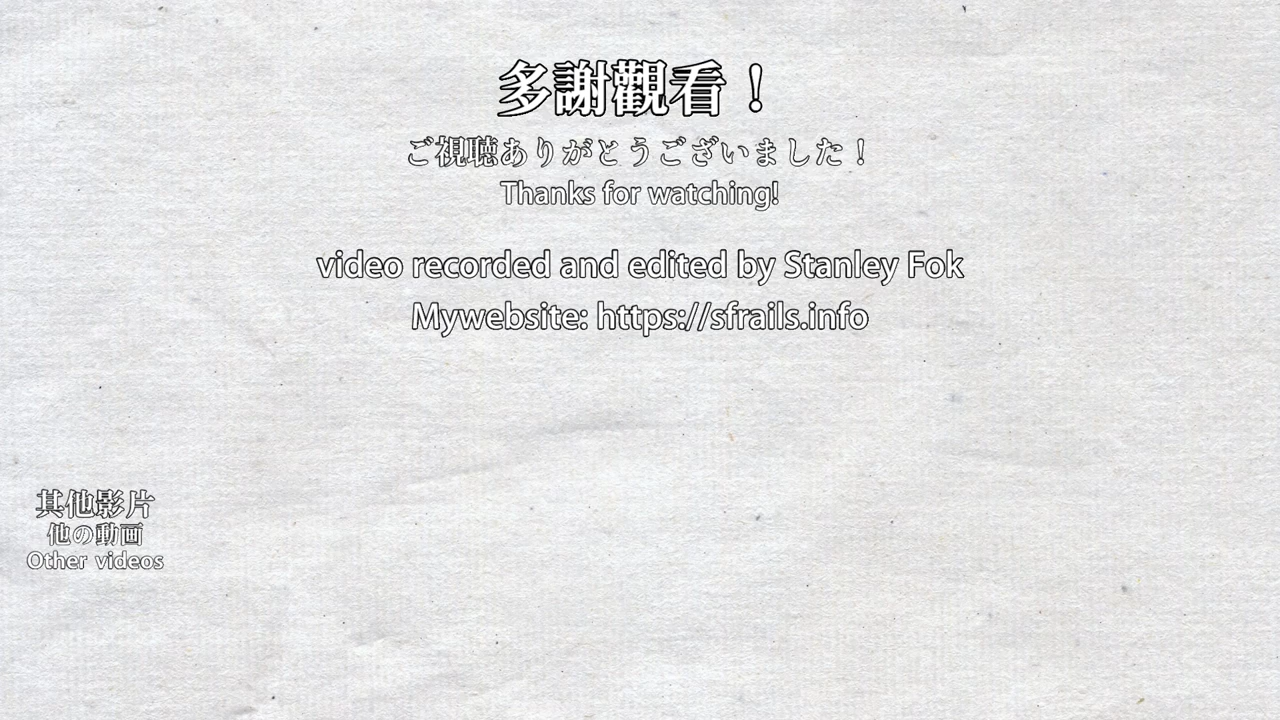 多謝觀看！
ご視聴ありがとうございました！
Thanks for watching!
video recorded and edited by Stanley Fok
Mywebsite: https://sfrails.info
其他影片
他の動画
Other videos